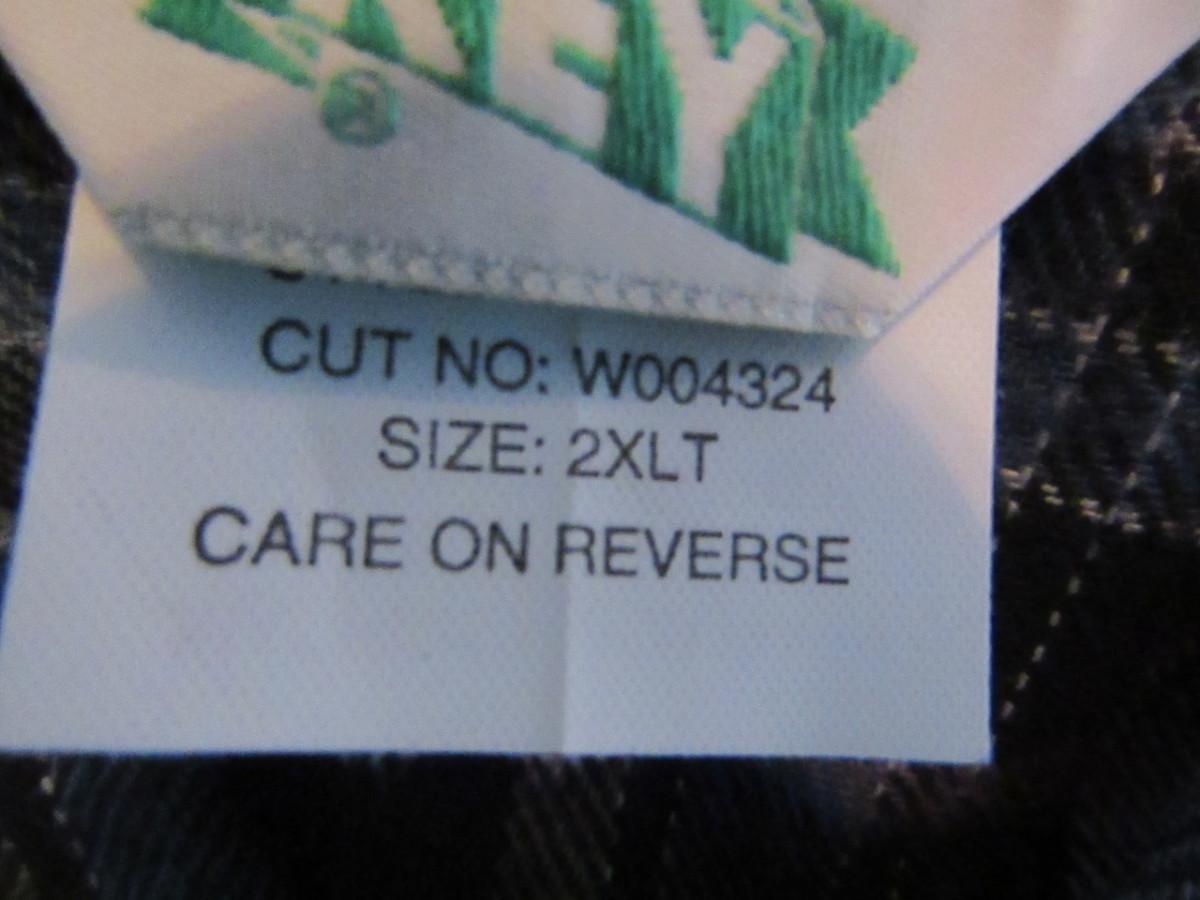 ®
CUT NO: W004324
SIZE: 2XLT
CARE ON REVERSE